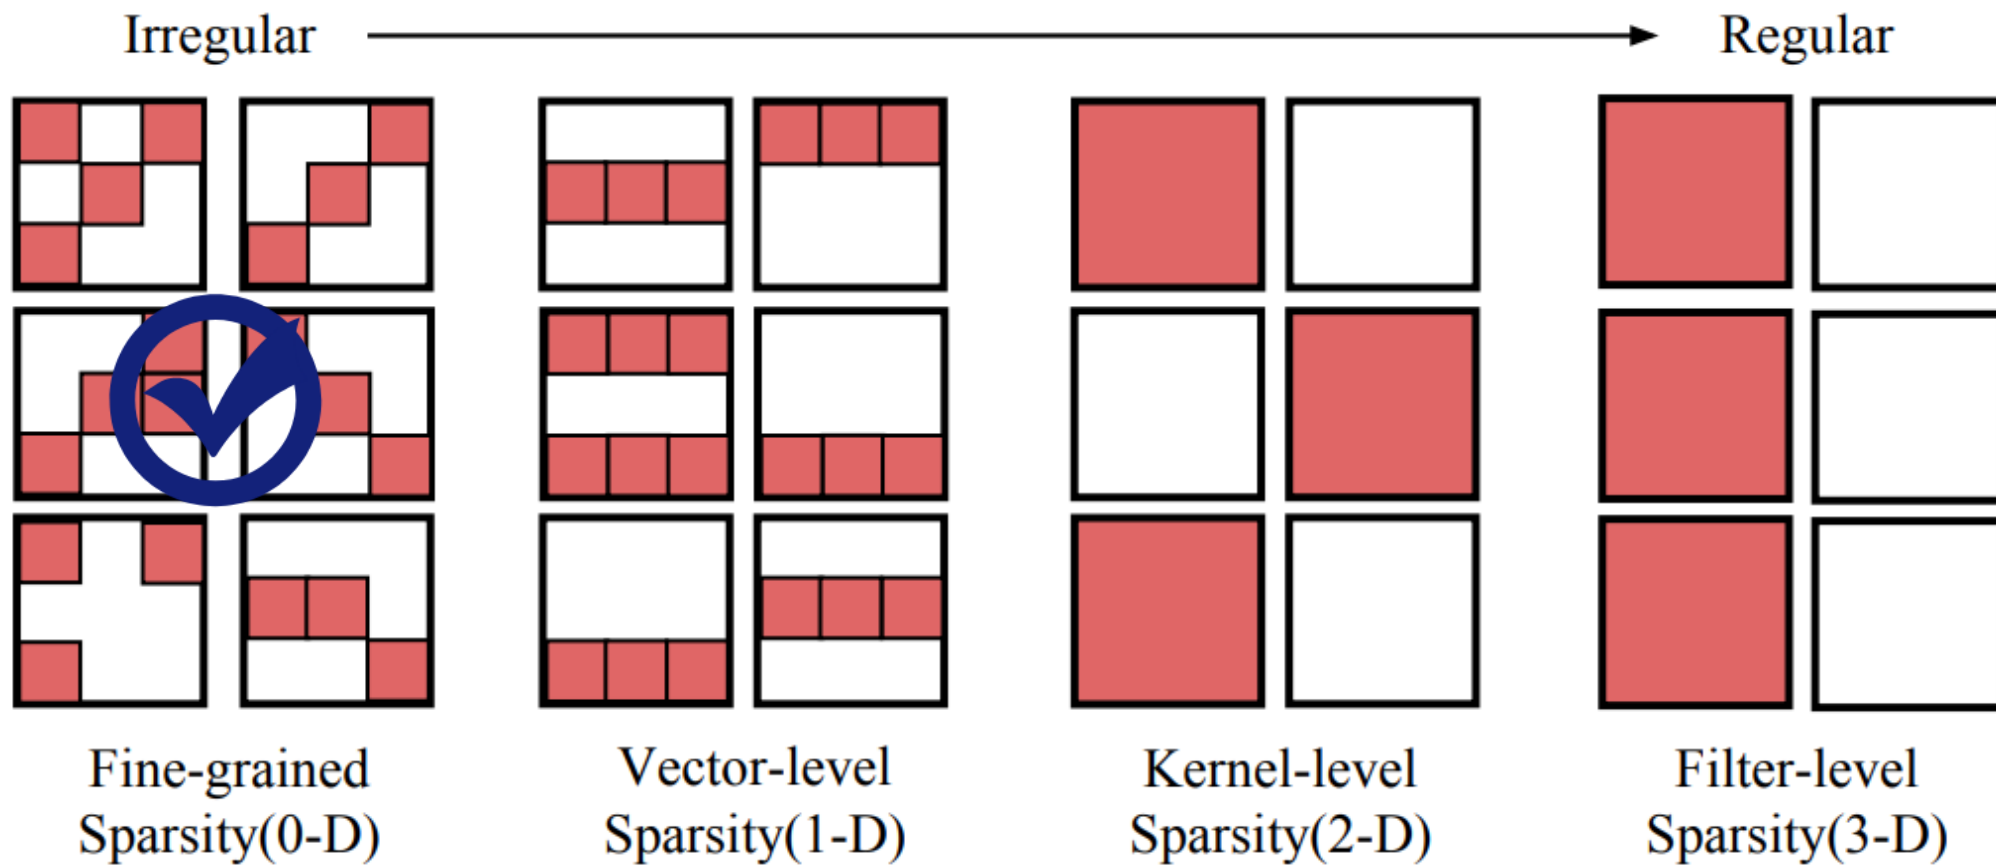 Irregular
Regular
Fine-grained
Sparsity(0-D)
Vector-level
Sparsity(1-D)
Kernel-level
Sparsity(2-D)
Filter-level
Sparsity(3-D)